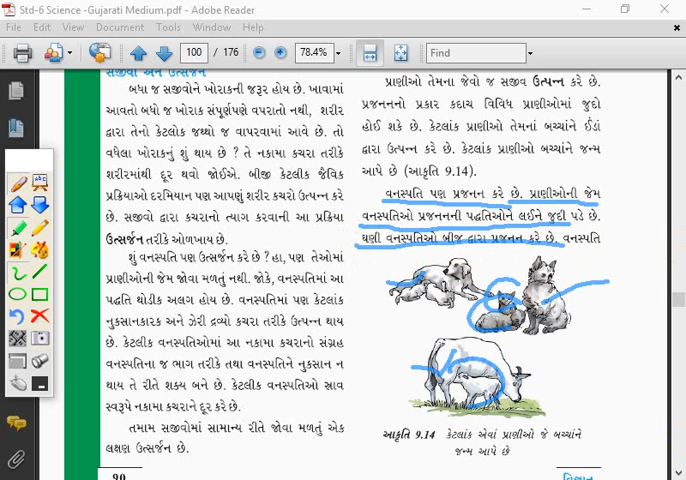 Std-6 Science -Gujarati Medium.pdf - Adobe Reader
File Edit View Document Tools Window Help
100 / 176 78.4% Find
સજીવો અને ઉત્સર્જન
બધા જ સજીવોને ખોરાકની જરૂર હોય છે. ખાવામાં
આવતો બધો જ ખોરાક સંપૂર્ણપણે વપરાતો નથી, શરીર
દ્વારા તેનો કેટલોક જથ્થો જ વાપરવામાં આવે છે. તો
વધેલા ખોરાકનું શું થાય છે ? તે નકામા કચરા તરીકે
શરીરમાંથી દૂર થવો જોઈએ. બીજી કેટલીક જૈવિક
પ્રક્રિયાઓ દરમિયાન પણ આપણું શરીર કચરો ઉત્પન્ન કરે
છે. સજીવો દ્વારા કચરાનો ત્યાગ કરવાની આ પ્રક્રિયા
ઉત્સર્જન તરીકે ઓળખાય છે.
શું વનસ્પતિ પણ ઉત્સર્જન કરે છે ? હા, પણ તેઓમાં
પ્રાણીઓની જેમ જોવા મળતું નથી. જોકે, વનસ્પતિમાં આ
પદ્ધતિ થોડીક અલગ હોય છે. વનસ્પતિમાં પણ કેટલાંક
નુકસાનકારક અને ઝેરી દ્રવ્યો કચરા તરીકે ઉત્પન્ન થાય
છે. કેટલીક વનસ્પતિઓમાં આ નકામા કચરાનો સંગ્રહ
વનસ્પતિના જ ભાગ તરીકે તથા વનસ્પતિને નુકસાન ન
થાય તે રીતે શક્ય બને છે. કેટલીક વનસ્પતિઓ સ્રાવ
સ્વરૂપે નકામા કચરાને દૂર કરે છે.
તમામ સજીવોમાં સામાન્ય રીતે જોવા મળતું એક
લક્ષણ ઉત્સર્જન છે.
90
પ્રાણીઓ તેમના જેવો જ સજીવ ઉત્પન્ન કરે છે.
પ્રજનનનો પ્રકાર કદાચ વિવિધ પ્રાણીઓમાં જુદો
હોઈ શકે છે. કેટલાંક પ્રાણીઓ તેમનાં બચ્ચાંને ઈંડાં
દ્વારા ઉત્પન્ન કરે છે. કેટલાંક પ્રાણીઓ બચ્ચાંને જન્મ
આપે છે (આકૃતિ 9.14).
વનસ્પતિ પણ પ્રજનન કરે છે. પ્રાણીઓની જેમ
વનસ્પતિઓ પ્રજનનની પદ્ધતિઓને લઈને જુદી પડે છે.
ઘણી વનસ્પતિઓ બીજ દ્વારા પ્રજનન કરે છે. વનસ્પતિ
આકૃતિ 9.14 કેટલાંક એવાં પ્રાણીઓ જે બચ્ચાંને
જન્મ આપે છે
વિજ્ઞાન